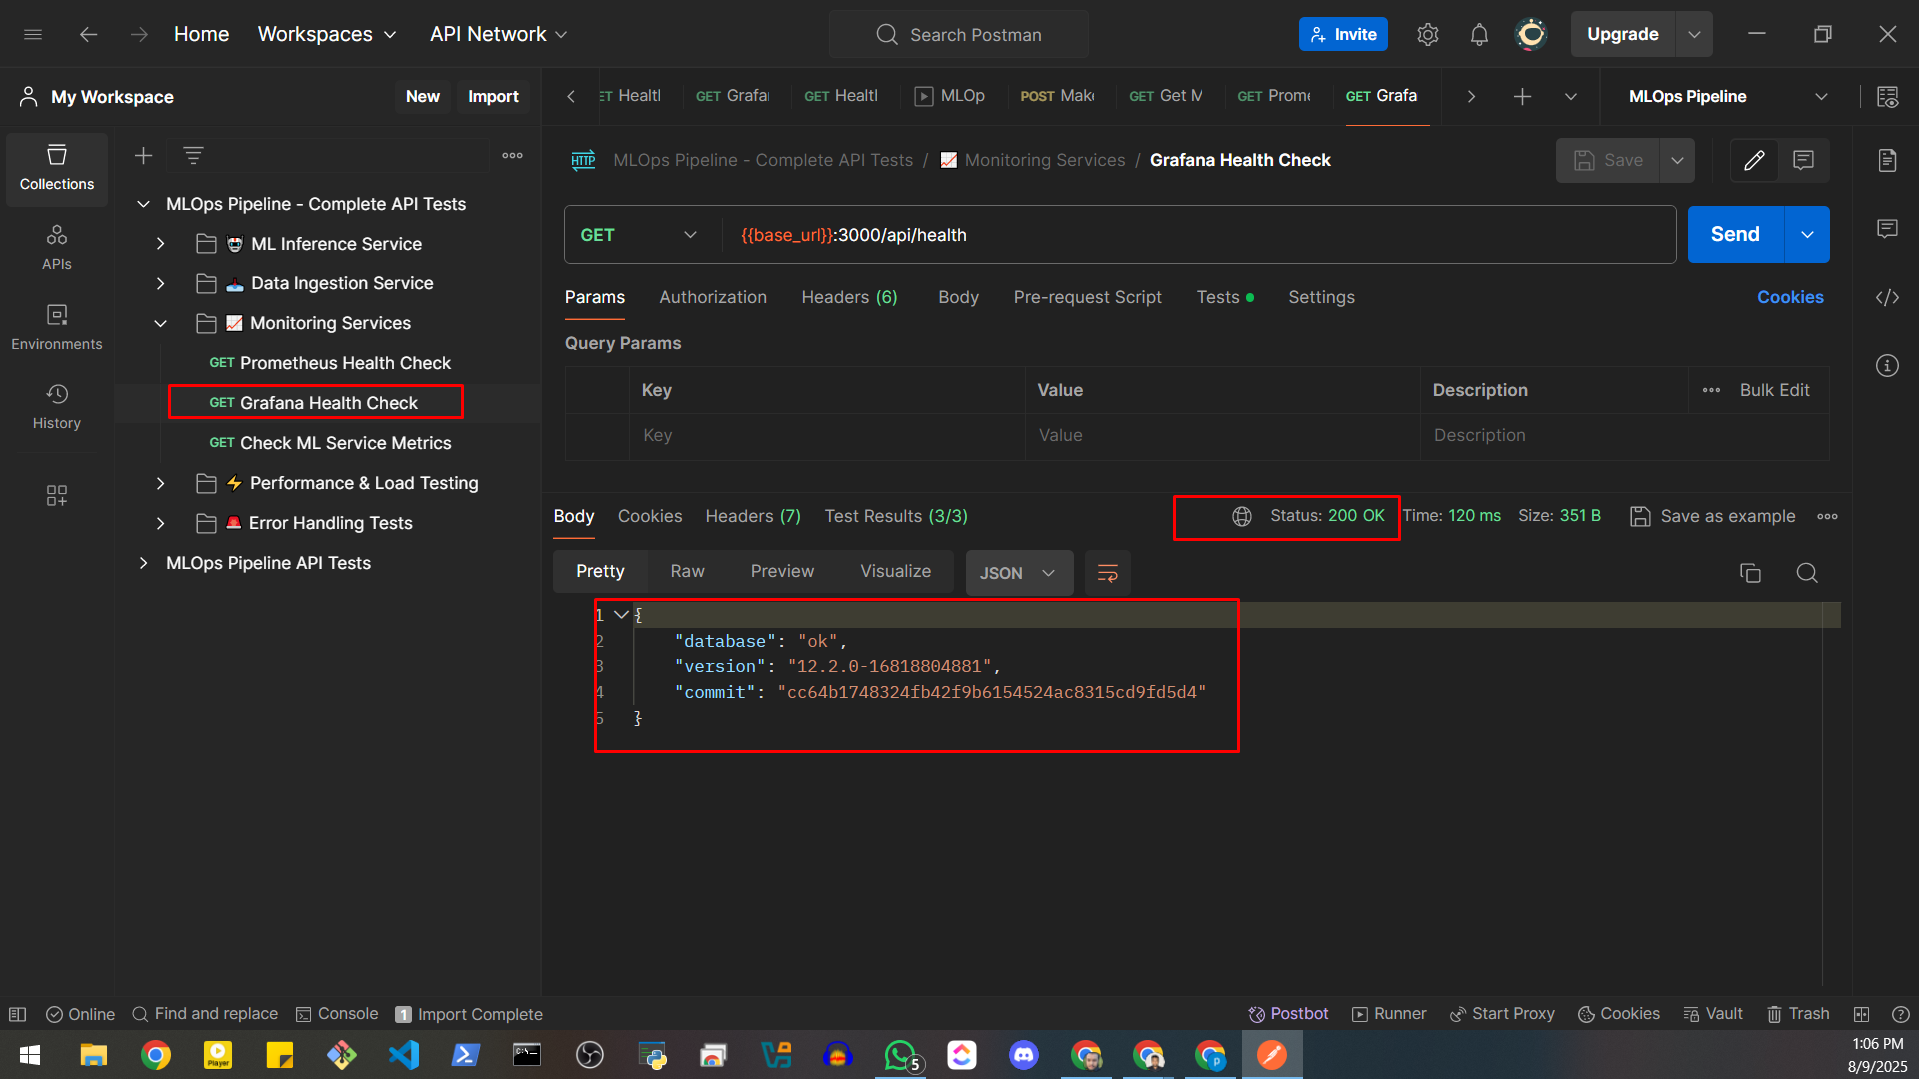 Home
Workspaces
API Network
Search Postman
Invite
Upgrade
My Workspace
New
Import
ET Healtl
GET Grafa
GET Healtl
MLOp
POST Mak
GET Get M
GET Prom
GET Grafa
MLOps Pipeline
Collections
APIs
Environments
History
MLOps Pipeline - Complete API Tests
ML Inference Service
Data Ingestion Service
Monitoring Services
GET Prometheus Health Check
GET Grafana Health Check
GET Check ML Service Metrics
Performance & Load Testing
Error Handling Tests
MLOps Pipeline API Tests
HTTP MLOps Pipeline - Complete API Tests / Monitoring Services / Grafana Health Check
Save
GET
{{base_url}}:3000/api/health
Send
Params
Authorization
Headers (6)
Body
Pre-request Script
Tests
Settings
Cookies
Query Params
Key
Value
Description
Bulk Edit
Key
Value
Description
Body
Cookies
Headers (7)
Test Results (3/3)
Status: 200 OK
Time: 120 ms
Size: 351 B
Save as example
Pretty
Raw
Preview
Visualize
JSON
1 {
2 "database": "ok",
3 "version": "12.2.0-16818804881",
4 "commit": "cc64b1748324fb42f9b6154524ac8315cd9fd5d4"
5 }
Online
Find and replace
Console
1 Import Complete
Postbot
Runner
Start Proxy
Cookies
Vault
Trash
Player
C:\
5
P
1:06 PM
8/9/2025